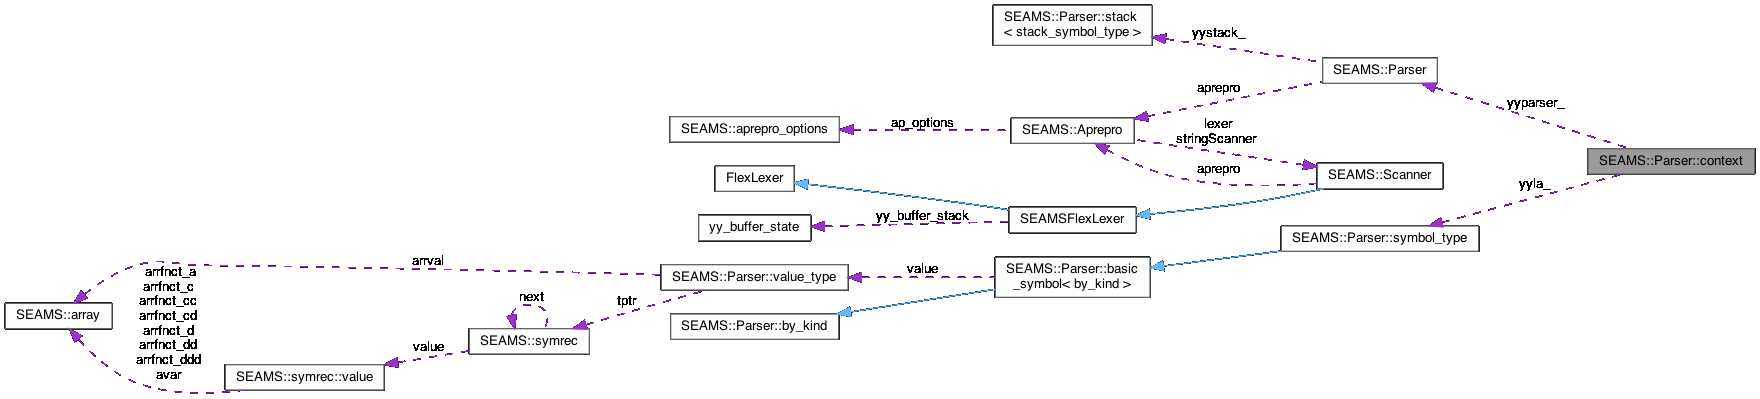 SEAMS::Parser::stack
< stack_symbol_type >
yystack_
SEAMS::Parser
aprepro
yyparser_
SEAMS::aprepro_options
ap_options
SEAMS::Aprepro
lexer
stringScanner
SEAMS::Parser::context
aprepro
SEAMS::Scanner
FlexLexer
yyla_
yy_buffer_state
yy_buffer_stack
SEAMSFlexLexer
SEAMS::Parser::symbol_type
arrval
SEAMS::Parser::value_type
value
SEAMS::Parser::basic
_symbol< by_kind >
arrfnct_a
arrfnct_c
arrfnct_cc
arrfnct_cd
arrfnct_d
arrfnct_dd
arrfnct_ddd
avar
SEAMS::array
next
tptr
SEAMS::Parser::by_kind
SEAMS::symrec
value
SEAMS::symrec::value